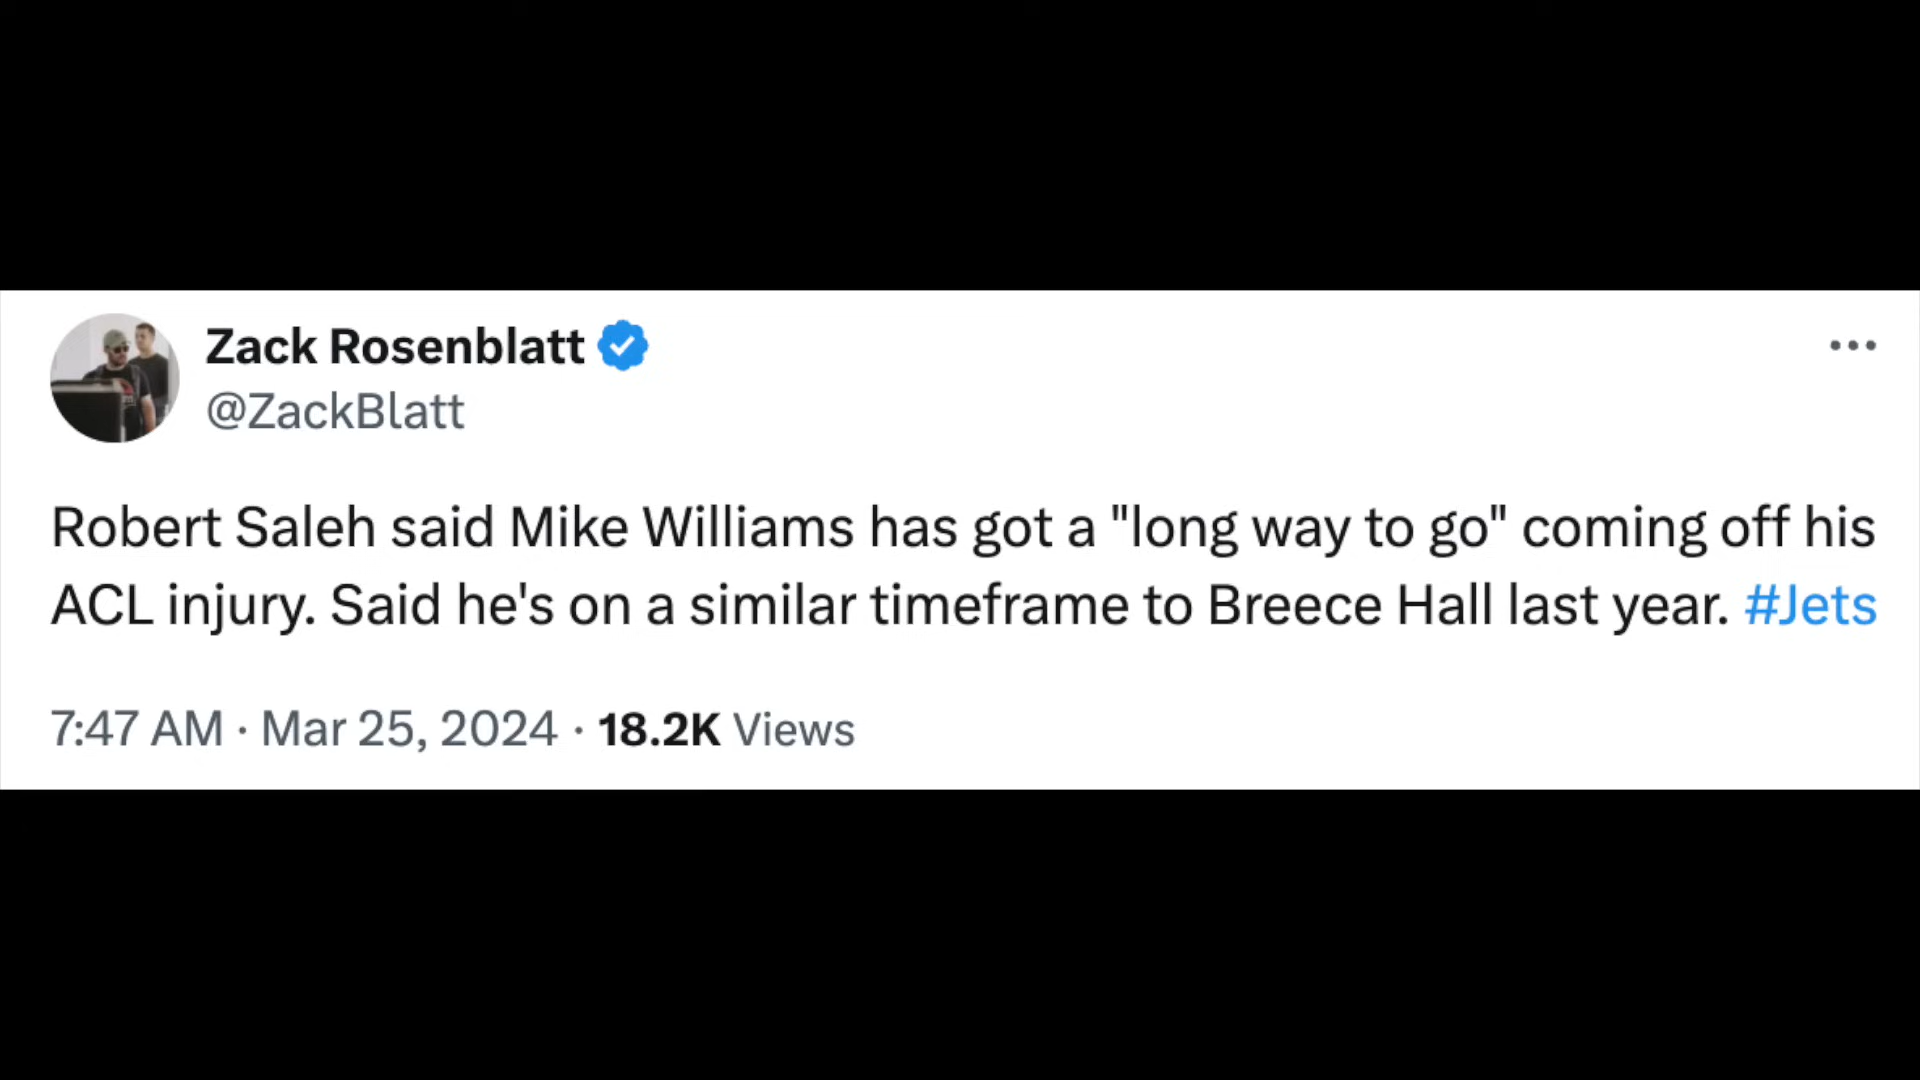 Zack Rosenblatt
@ZackBlatt
Robert Saleh said Mike Williams has got a "long way to go" coming off his
ACL injury. Said he's on a similar timeframe to Breece Hall last year. #Jets
7:47 AM · Mar 25, 2024 · 18.2K Views